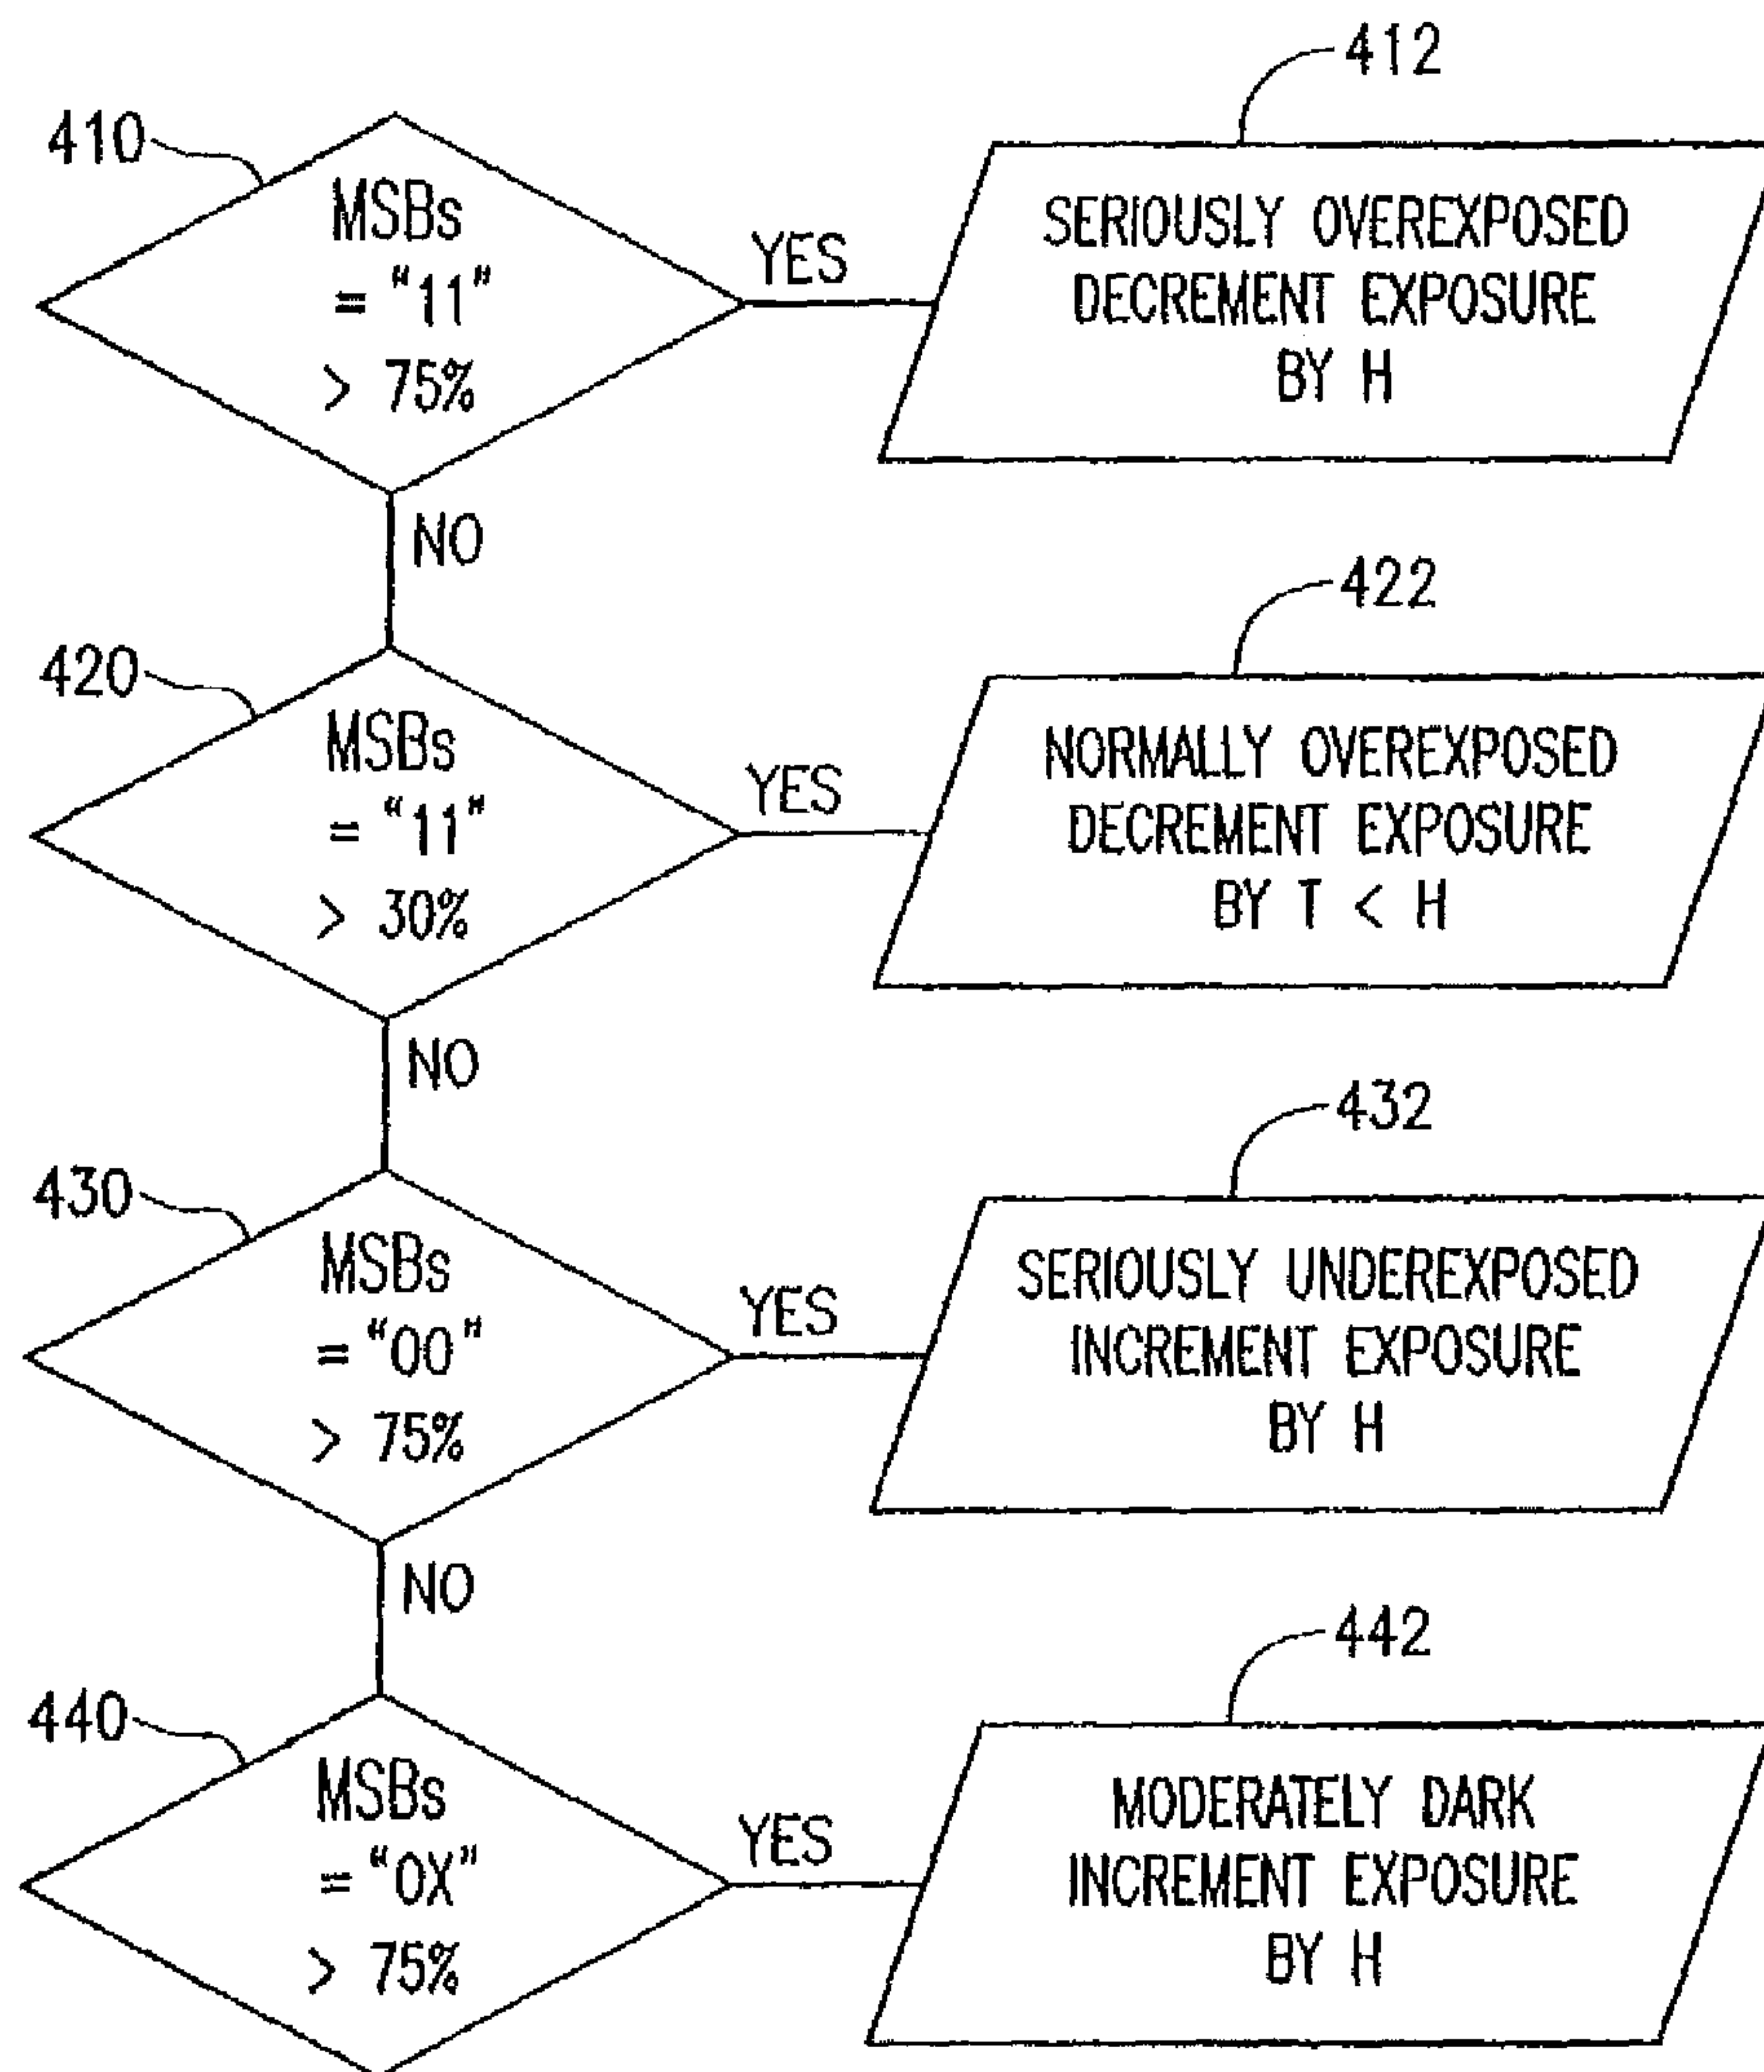 412
410
MSBs
= "11"
> 75%
YES
SERIOUSLY OVEREXPOSED
DECREMENT EXPOSURE
BY H
NO
422
420
MSBs
= "11"
> 30%
YES
NORMALLY OVEREXPOSED
DECREMENT EXPOSURE
BY T < H
NO
432
430
MSBs
= "00"
> 75%
YES
SERIOUSLY UNDEREXPOSED
INCREMENT EXPOSURE
BY H
NO
442
440
MSBs
= "0X"
> 75%
YES
MODERATELY DARK
INCREMENT EXPOSURE
BY H